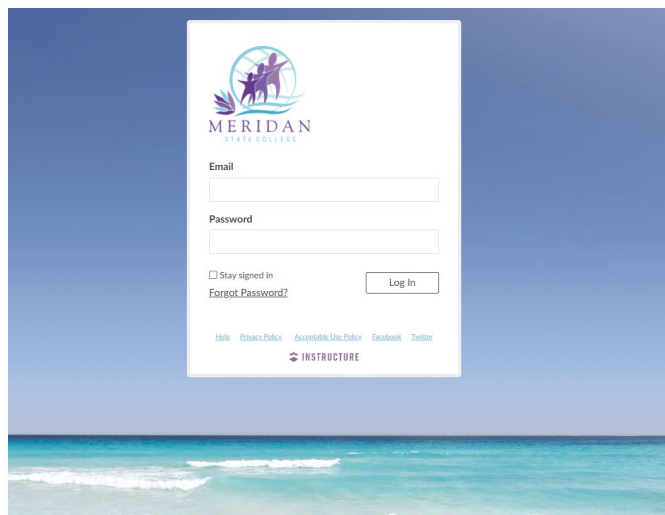 MERIDAN
STATE COLLEGE
Email
Password
Stay signed in
Log In
Forgot Password?
Help Privacy Policy Acceptable Use Policy Facebook Twitter
INSTRUCTURE